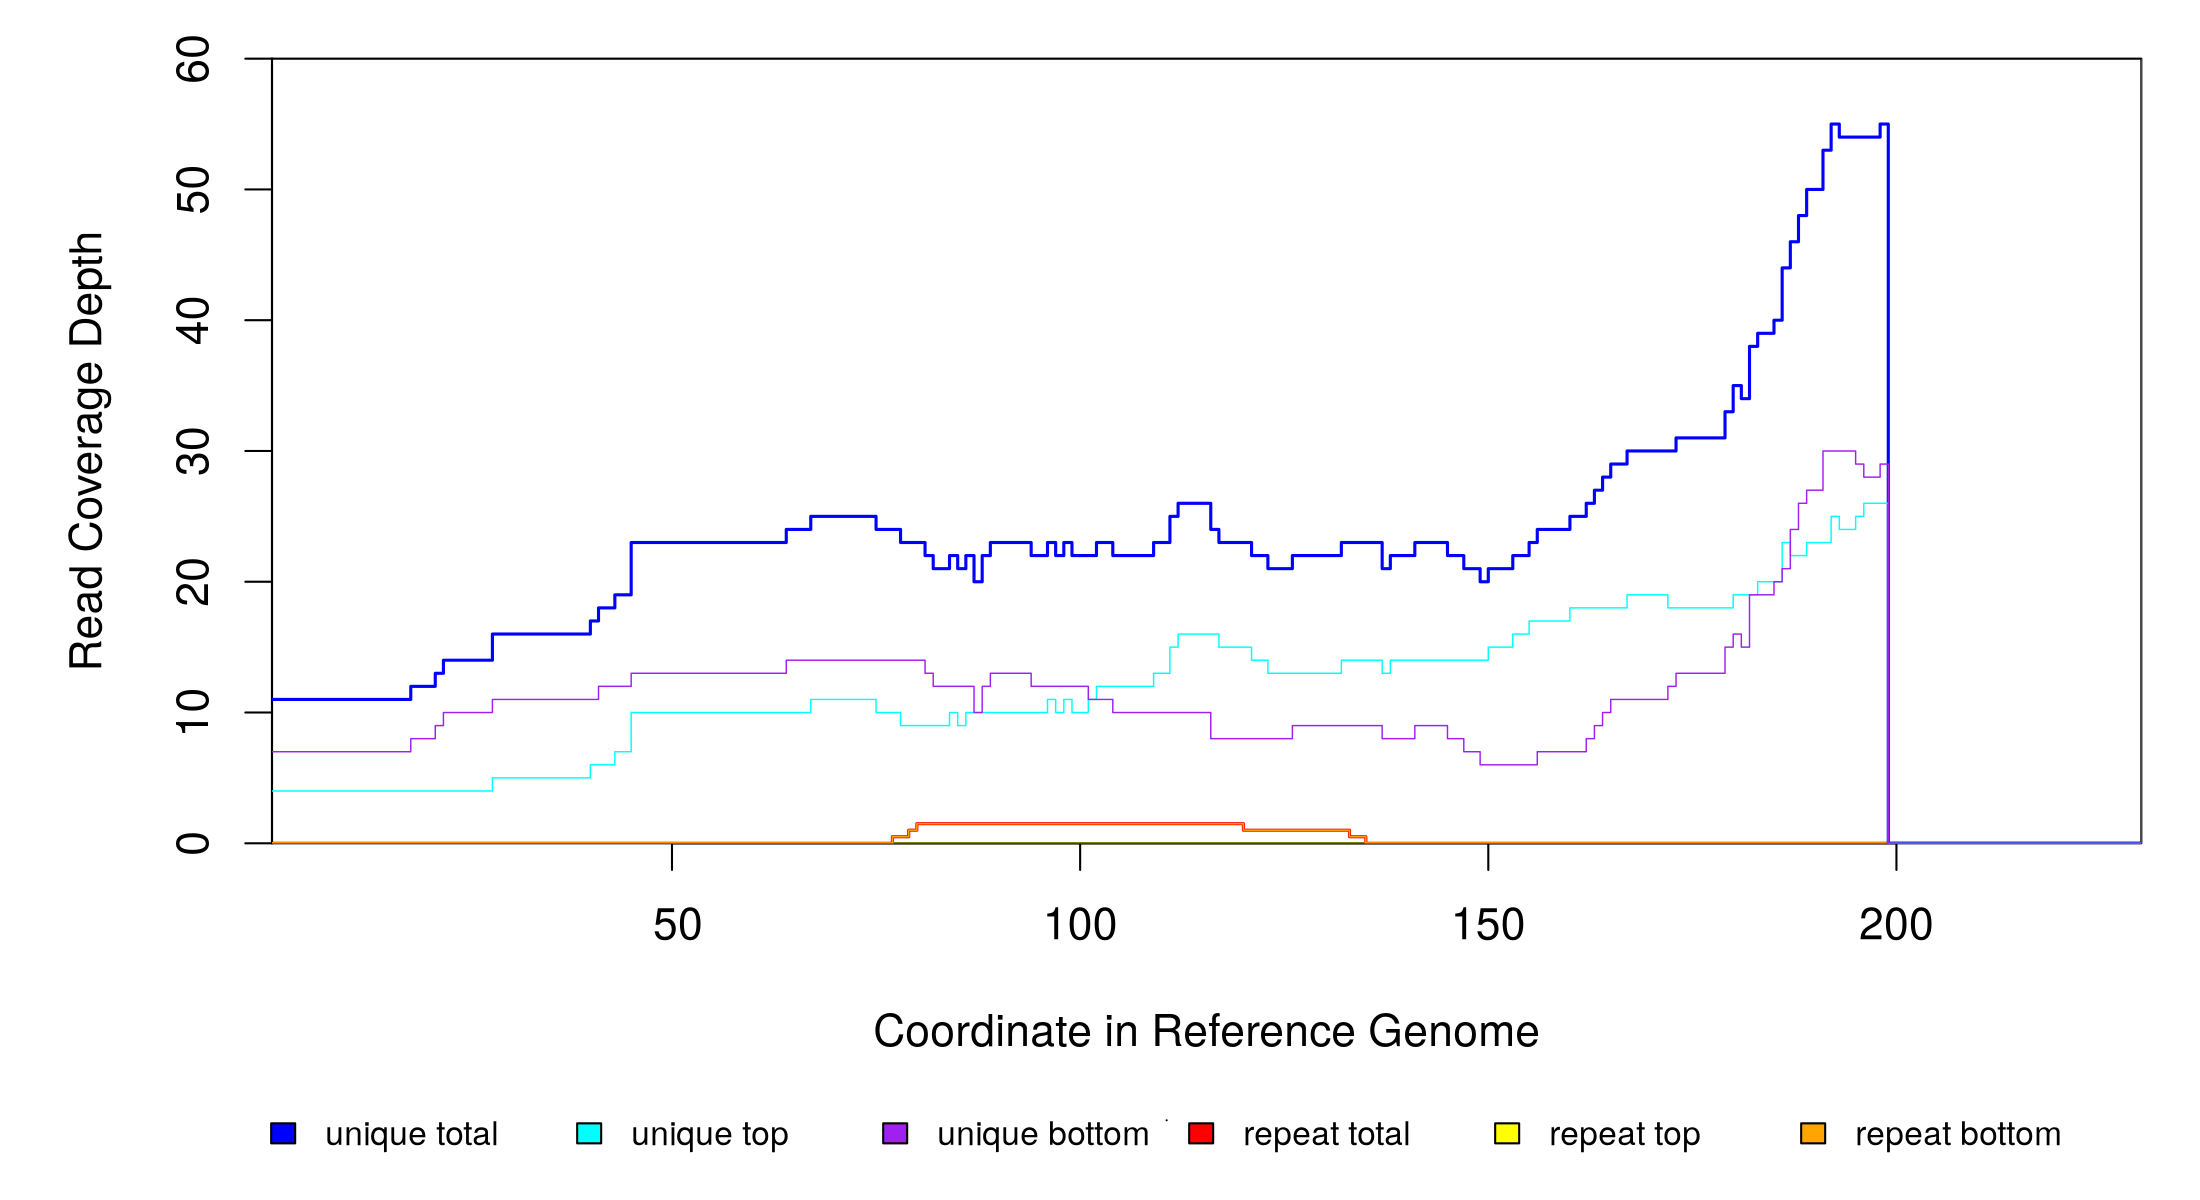 60
50
40
30
20
10
0
Read Coverage Depth
50 100 150 200
Coordinate in Reference Genome
unique total unique top unique bottom repeat total repeat top repeat bottom